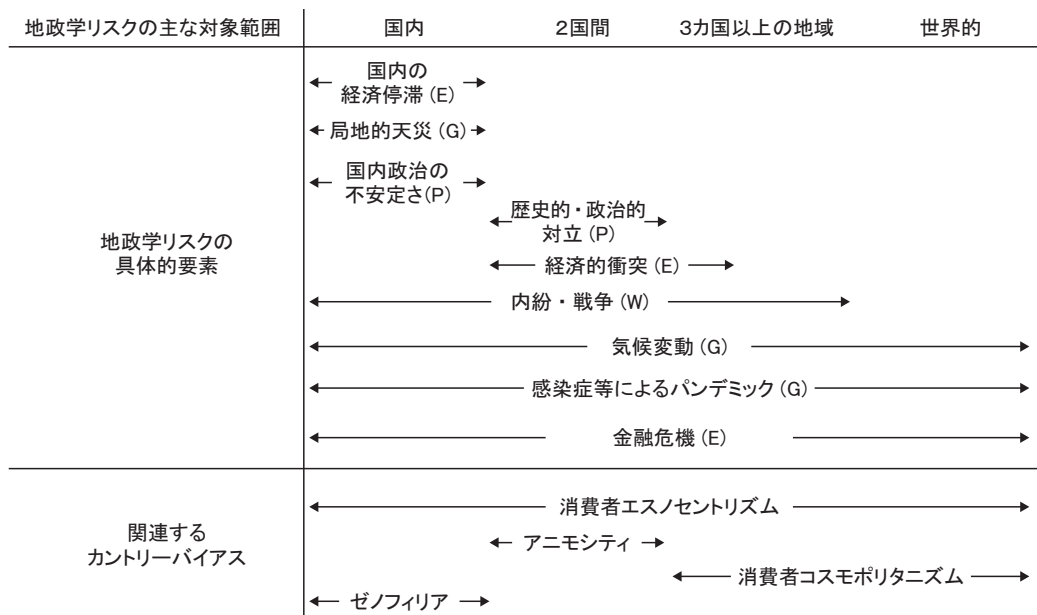 地政学リスクの主な対象範囲 国内 2国間 3カ国以上の地域 世界的
国内の
経済停滞 (E)
局地的天災 (G)
国内政治の
不安定さ(P)
歴史的・政治的
対立 (P)
地政学リスクの
具体的要素
経済的衝突 (E)
内紛・戦争 (W)
気候変動 (G)
感染症等によるパンデミック (G)
金融危機 (E)
消費者エスノセントリズム
関連する
カントリーバイアス
アニモシティ
消費者コスモポリタニズム
ゼノフィリア